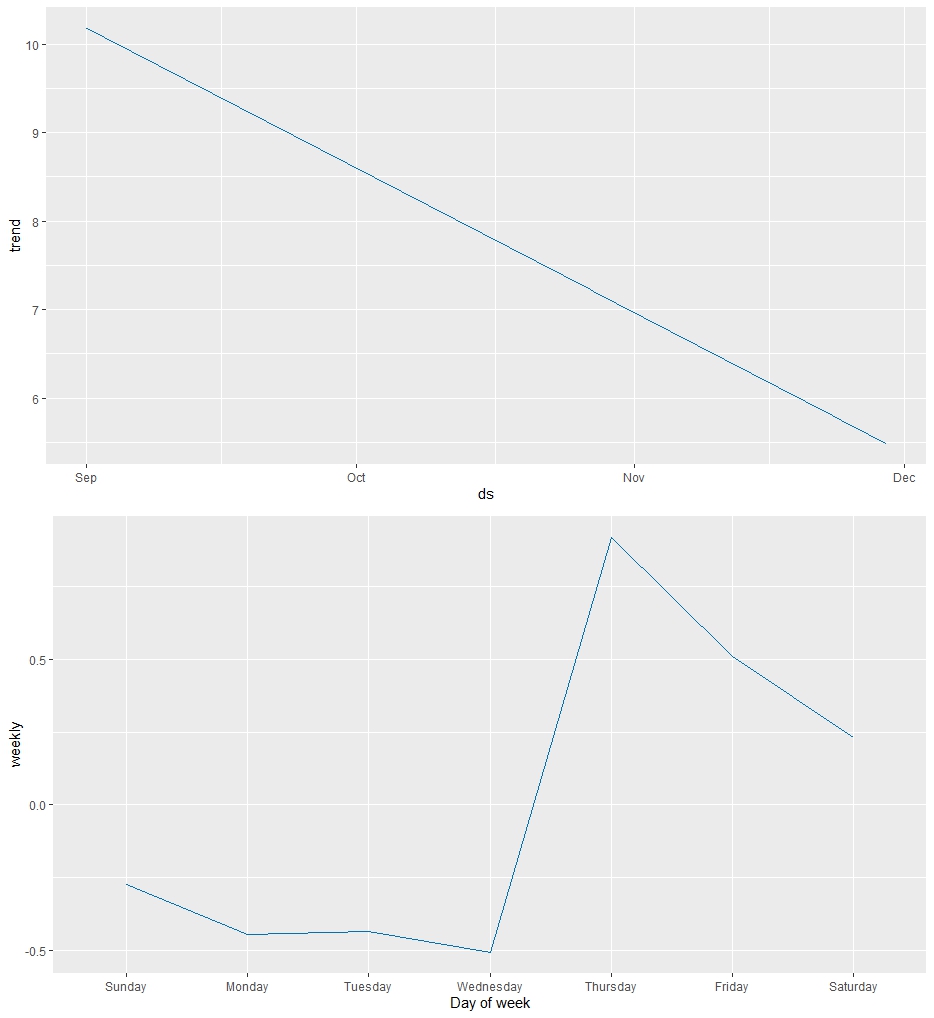 10
9
8
7
6
trend
Sep Oct Nov Dec
ds
0.5
0.0
-0.5
weekly
Sunday Monday Tuesday Wednesday Thursday Friday Saturday
Day of week